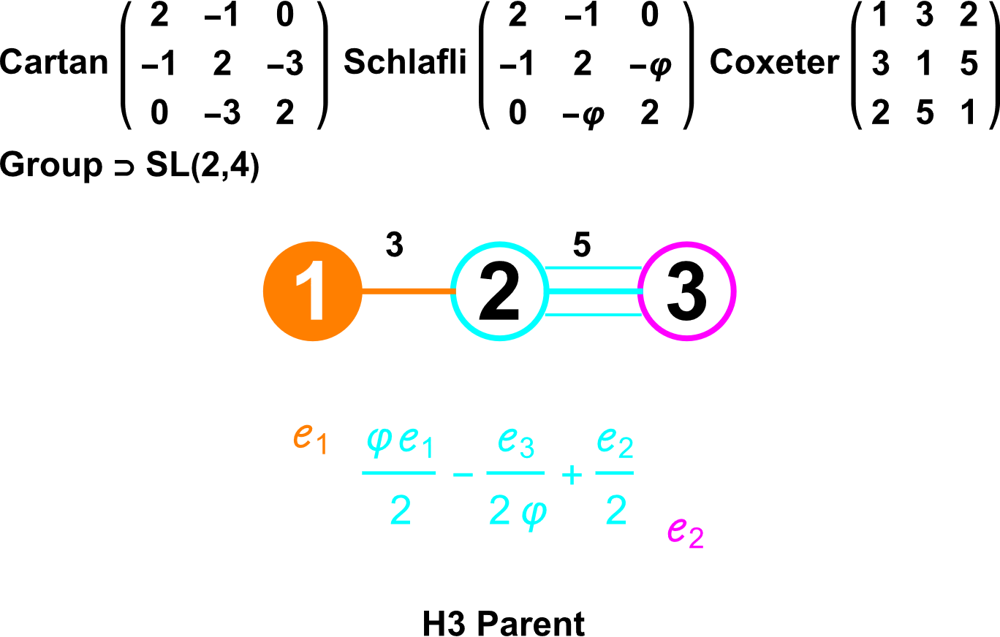 2 −1 0 2 −1 0 1 3 2
Cartan −1 2 −3 Schlafli −1 2 −φ Coxeter 3 1 5
0 −3 2 0 −φ 2 2 5 1
Group ⊃ SL(2,4)
3 5
1 2 3
e₁ φ e₁/2 − e₃/2 φ + e₂/2
e₂
H3 Parent